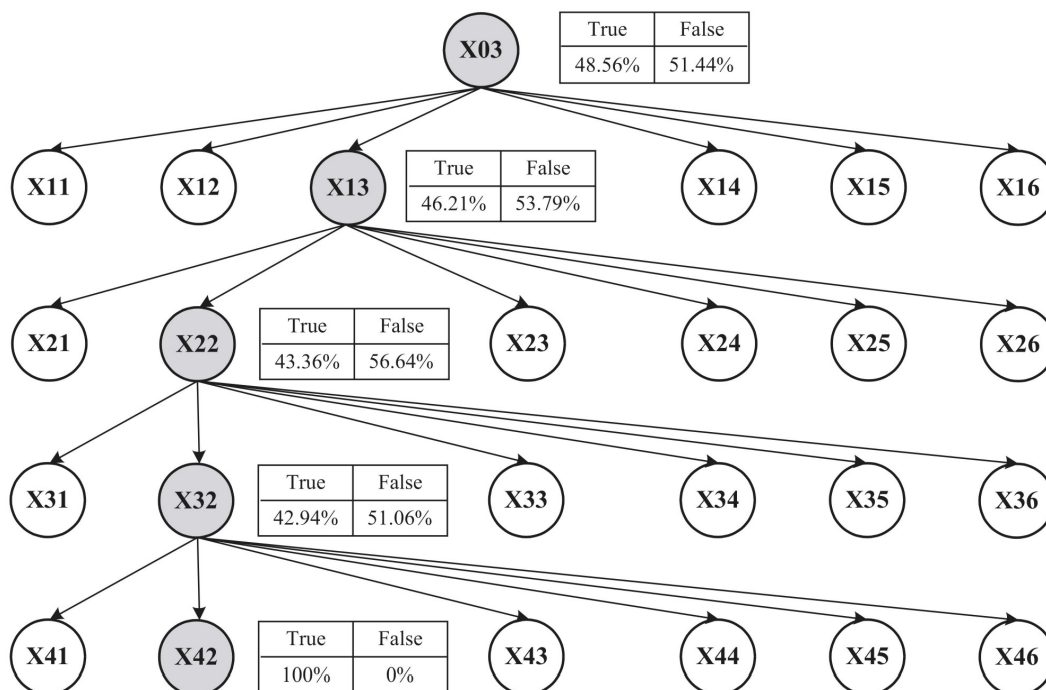 X03
True False
48.56% 51.44%
X11 X12 X13 X14 X15 X16
True False
46.21% 53.79%
X21 X22 X23 X24 X25 X26
True False
43.36% 56.64%
X31 X32 X33 X34 X35 X36
True False
42.94% 51.06%
X41 X42 X43 X44 X45 X46
True False
100% 0%